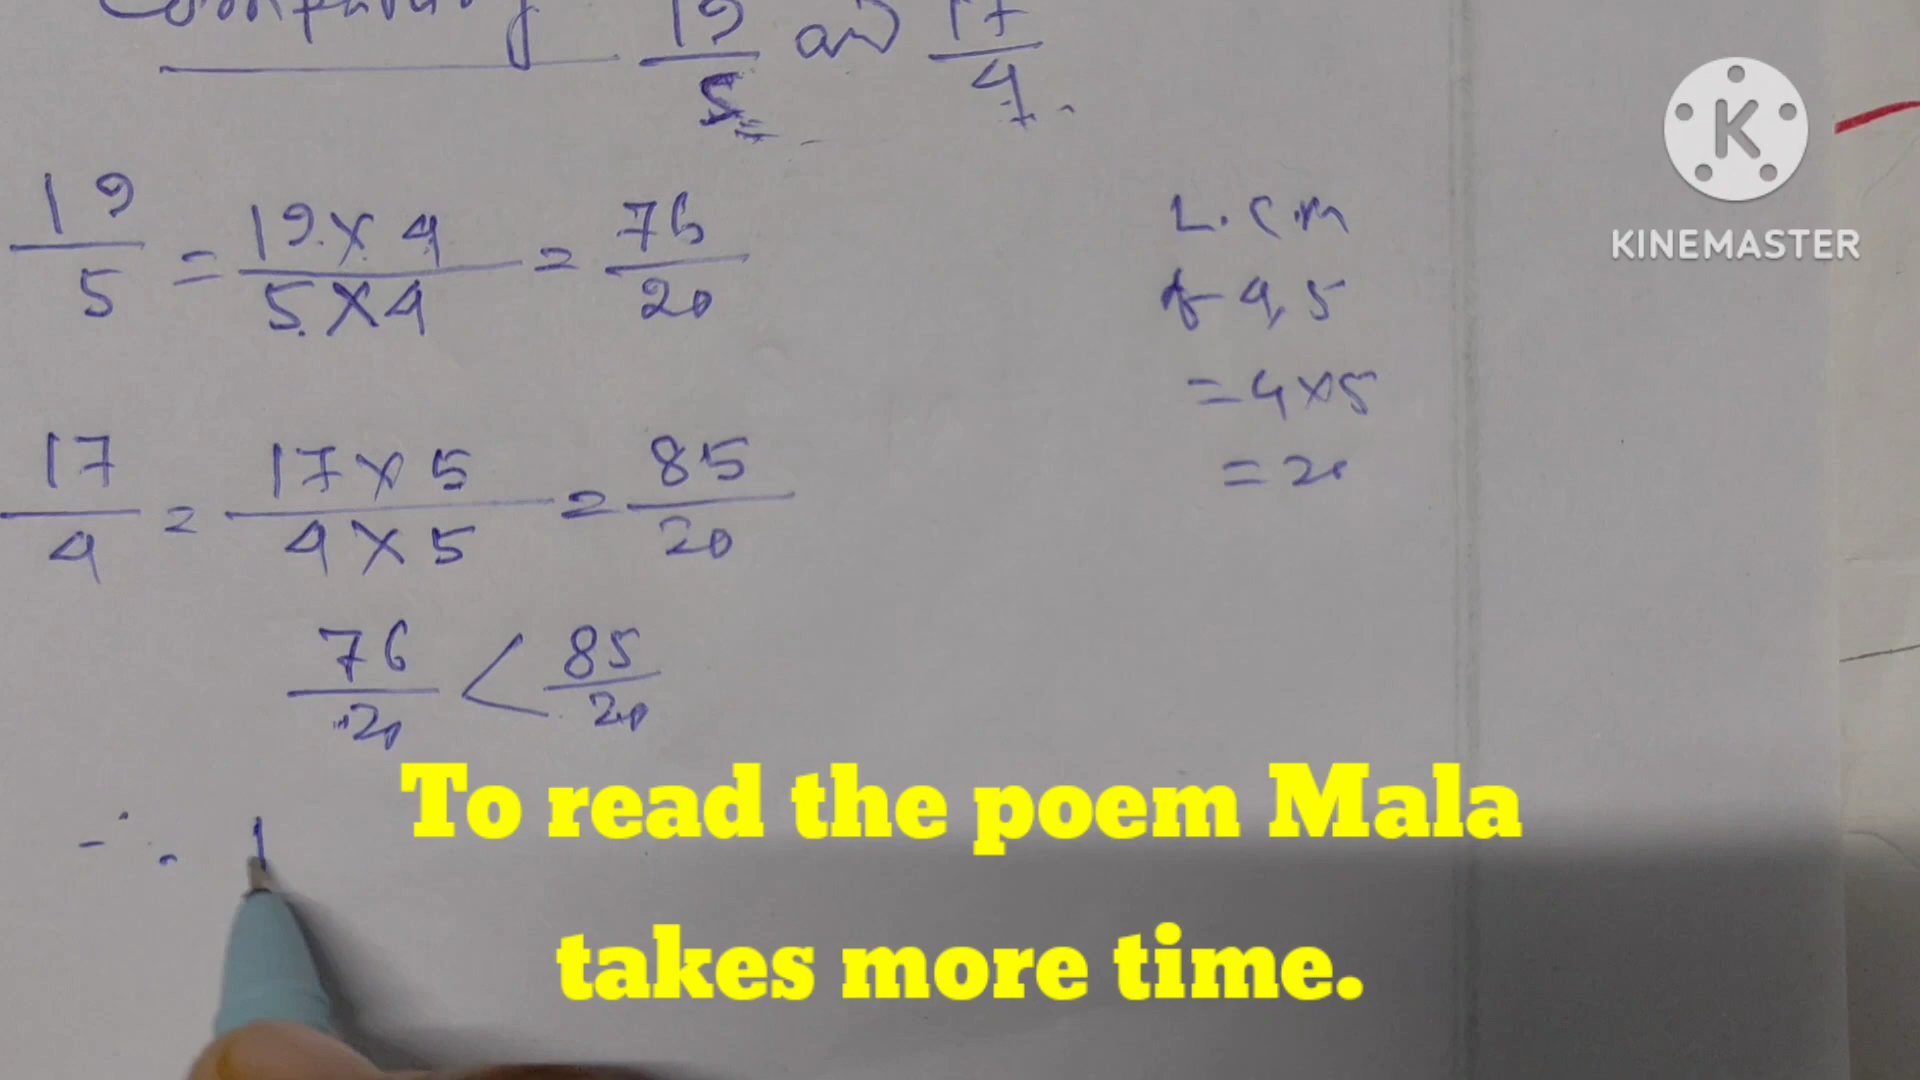 Comparing 19/5 and 17/4.
19/5 = 19×4/5×4 = 76/20
L.C.M
of 4,5
= 4×5
= 20
17/4 = 17×5/4×5 = 85/20
76/20 < 85/20
∴ 1
To read the poem Mala
takes more time.
K
KINEMASTER